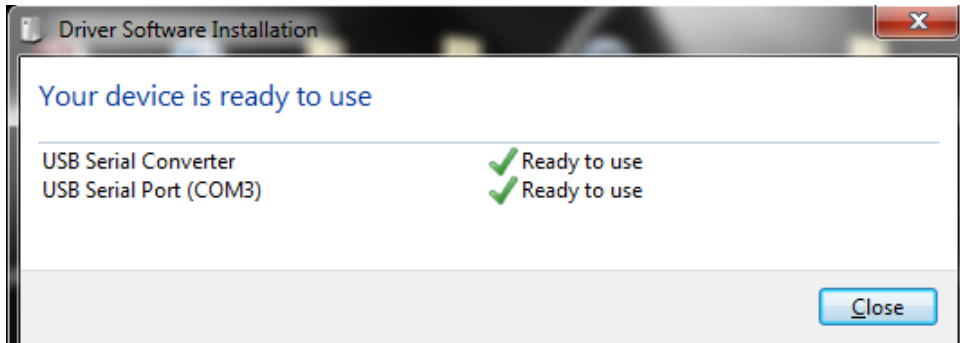 Driver Software Installation
Your device is ready to use
USB Serial Converter Ready to use
USB Serial Port (COM3) Ready to use
Close